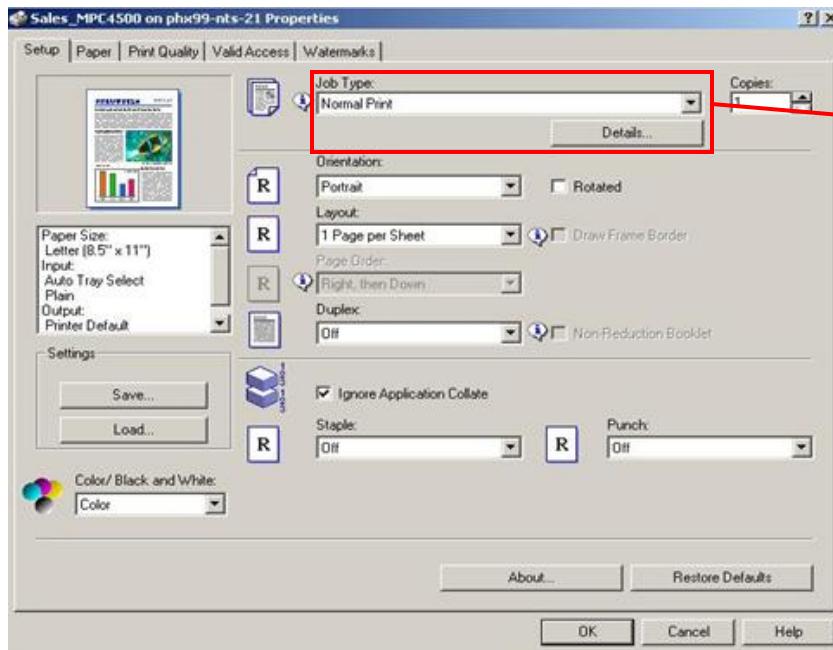 Sales_MPC4500 on phx99-nts-21 Properties
Setup Paper Print Quality Valid Access Watermarks
Job Type:
Normal Print
Copies:
1
Details...
Orientation:
Portrait
Rotated
Layout:
1 Page per Sheet
Draw Frame Border
Page Order:
Right, then Down
Duplex:
Off
Non-Reduction Booklet
Paper Size:
Letter (8.5" x 11")
Input:
Auto Tray Select
Plain
Output:
Printer Default
Settings
Save...
Load...
Ignore Application Collate
Staple:
Off
Punch:
Off
Color/ Black and White:
Color
About...
Restore Defaults
OK Cancel Help
R
R
R
R
R